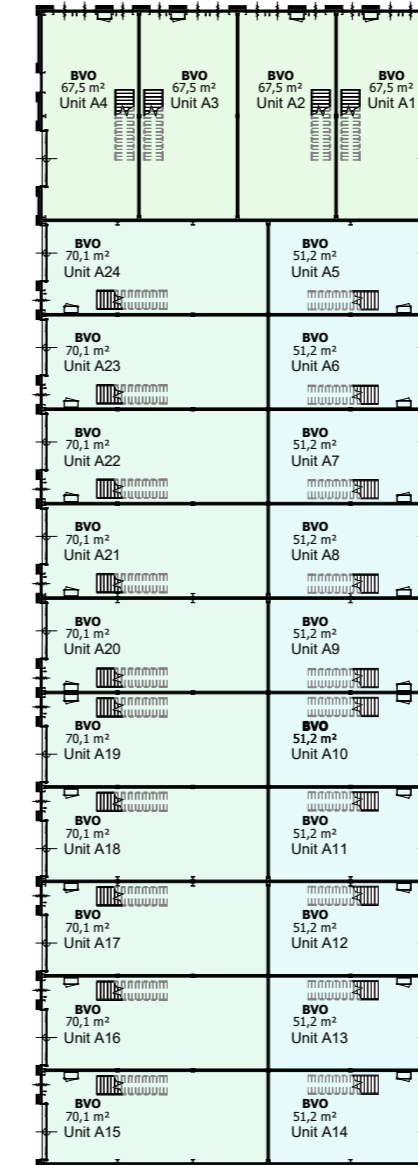 BVO
67,5 m²
Unit A4
BVO
67,5 m²
Unit A3
BVO
67,5 m²
Unit A2
BVO
67,5 m²
Unit A1
BVO
70,1 m²
Unit A24
BVO
51,2 m²
Unit A5
BVO
70,1 m²
Unit A23
BVO
51,2 m²
Unit A6
BVO
70,1 m²
Unit A22
BVO
51,2 m²
Unit A7
BVO
70,1 m²
Unit A21
BVO
51,2 m²
Unit A8
BVO
70,1 m²
Unit A20
BVO
51,2 m²
Unit A9
BVO
70,1 m²
Unit A19
BVO
51,2 m²
Unit A10
BVO
70,1 m²
Unit A18
BVO
51,2 m²
Unit A11
BVO
70,1 m²
Unit A17
BVO
51,2 m²
Unit A12
BVO
70,1 m²
Unit A16
BVO
51,2 m²
Unit A13
BVO
70,1 m²
Unit A15
BVO
51,2 m²
Unit A14